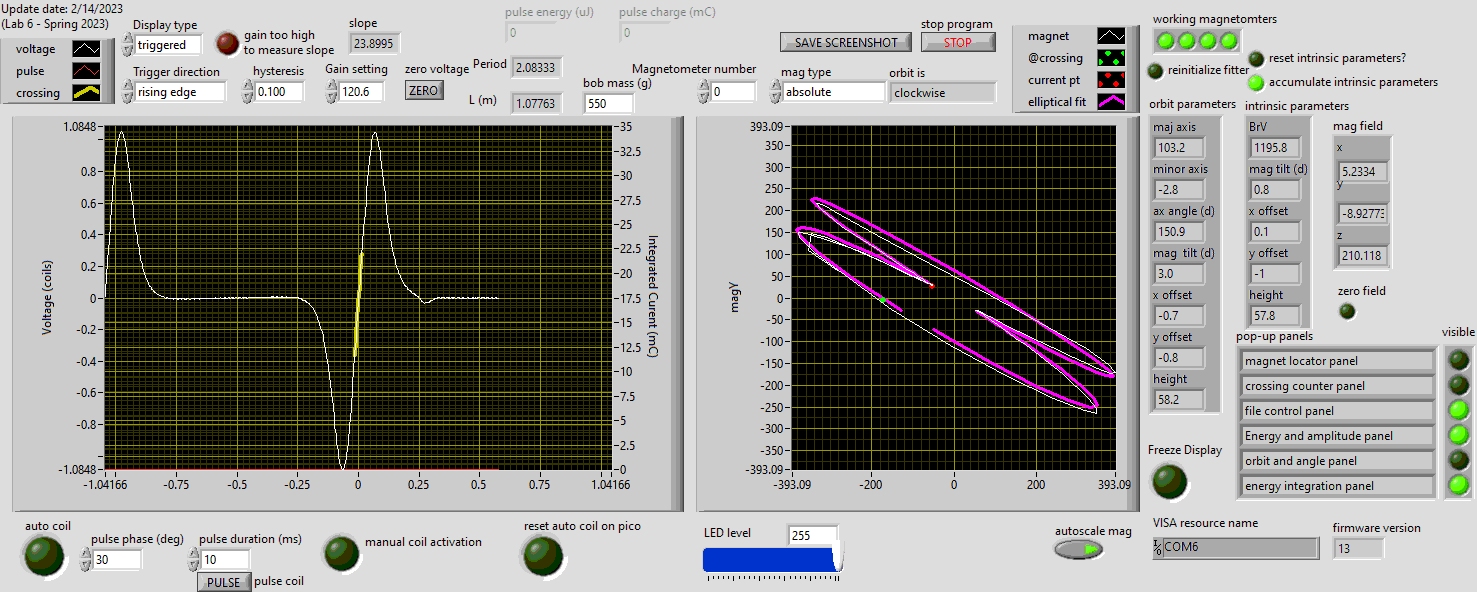 Update date: 2/14/2023
(Lab 6 - Spring 2023)
voltage
pulse
crossing
Display type
triggered
gain too high
to measure slope
slope
23.8995
Trigger direction
rising edge
hysteresis
0.100
Gain setting
120.6
zero voltage
ZERO
pulse energy (uJ)
0
pulse charge (mC)
0
Period
2.08333
L (m)
1.07763
bob mass (g)
550
Magnetometer number
0
mag type
absolute
orbit is
clockwise
SAVE SCREENSHOT
stop program
STOP
magnet
@crossing
current pt
elliptical fit
working magnetomters
reinitialize fitter
reset intrinsic parameters?
accumulate intrinsic parameters
orbit parameters
maj axis
103.2
minor axis
-2.8
ax angle (d)
150.9
mag tilt (d)
3.0
x offset
-0.7
y offset
-0.8
height
58.2
intrinsic parameters
BrV
1195.8
mag tilt (d)
0.8
x offset
0.1
y offset
-1
height
57.8
mag field
x
5.2334
y
-8.92773
z
210.118
zero field
Voltage (coils)
1.0848
0.8
0.6
0.4
0.2
0
-0.2
-0.4
-0.6
-0.8
-1.0848
-1.04166
-0.75
-0.5
-0.25
0
0.25
0.5
0.75
1.04166
35
32.5
30
27.5
25
22.5
20
17.5
15
12.5
10
7.5
5
2.5
0
Integrated Current (mC)
magY
393.09
350
300
250
200
150
100
50
0
-50
-100
-150
-200
-250
-300
-350
-393.09
-393.09
-200
0
200
393.09
pop-up panels
visible
magnet locator panel
crossing counter panel
file control panel
Energy and amplitude panel
orbit and angle panel
energy integration panel
Freeze Display
auto coil
pulse phase (deg)
30
pulse duration (ms)
10
PULSE
pulse coil
manual coil activation
reset auto coil on pico
LED level
255
autoscale mag
VISA resource name
COM6
firmware version
13